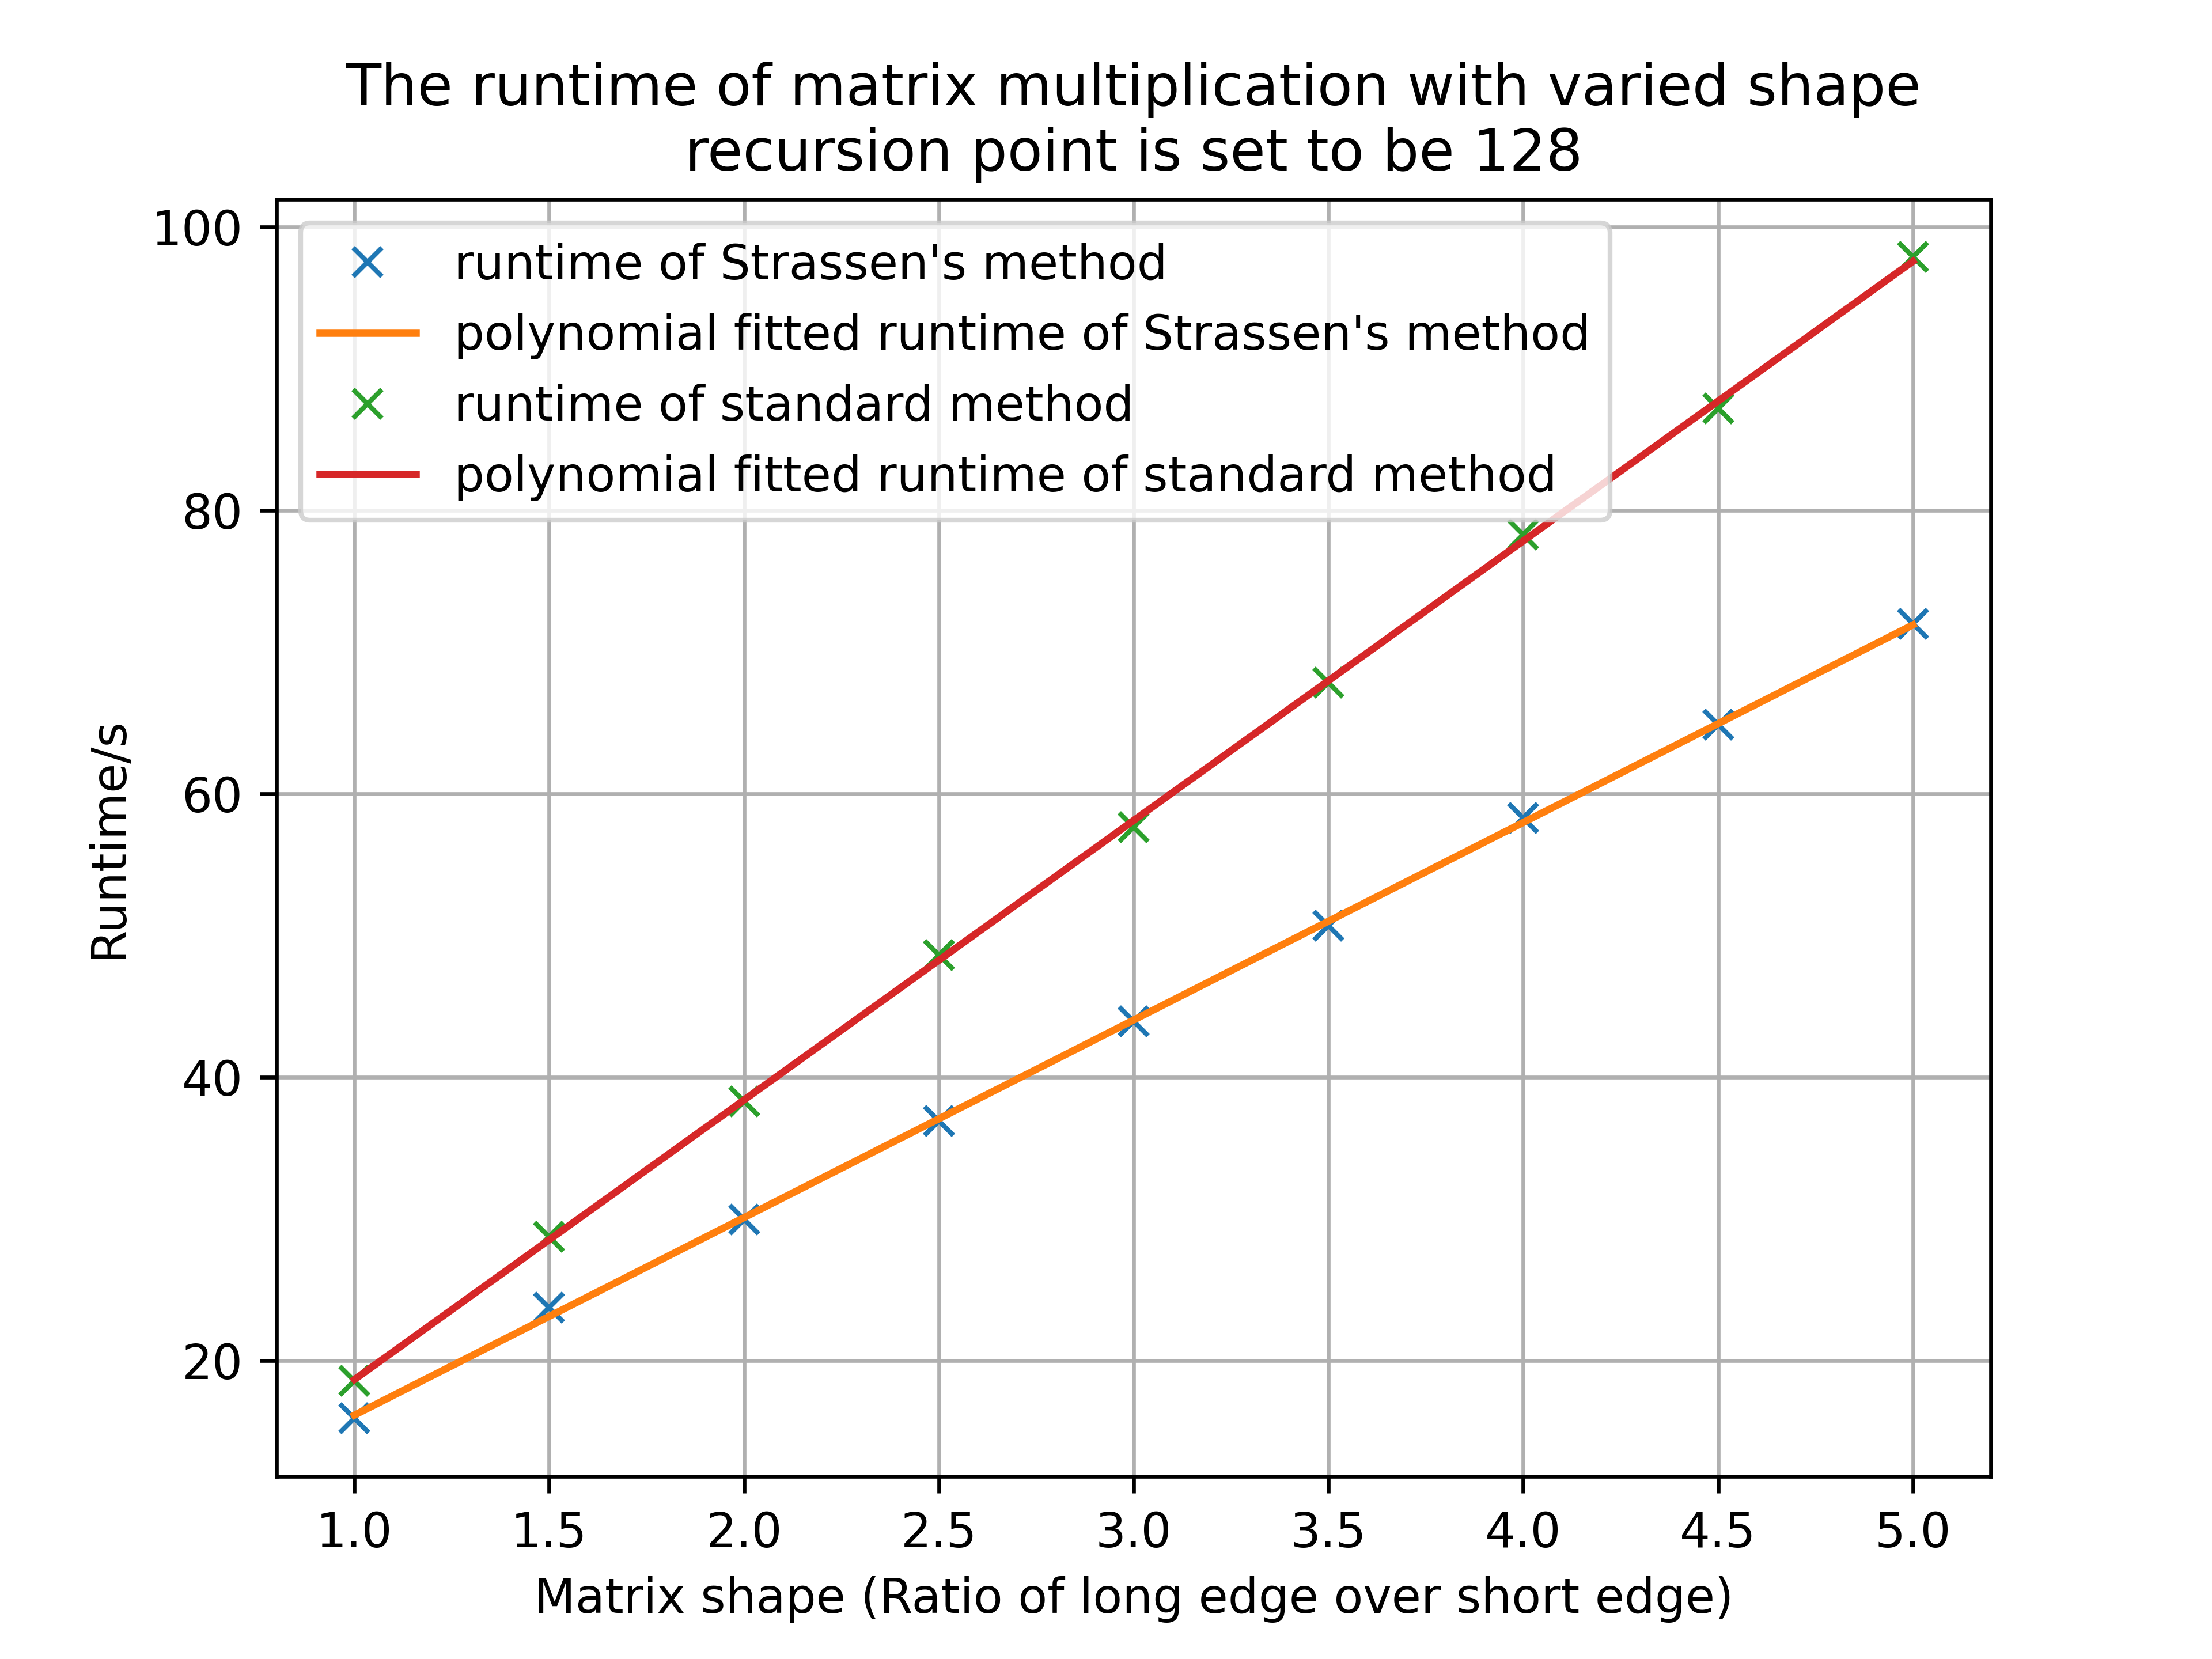 The runtime of matrix multiplication with varied shape
recursion point is set to be 128
runtime of Strassen's method
polynomial fitted runtime of Strassen's method
runtime of standard method
polynomial fitted runtime of standard method
100
80
60
40
20
Runtime/s
1.0 1.5 2.0 2.5 3.0 3.5 4.0 4.5 5.0
Matrix shape (Ratio of long edge over short edge)